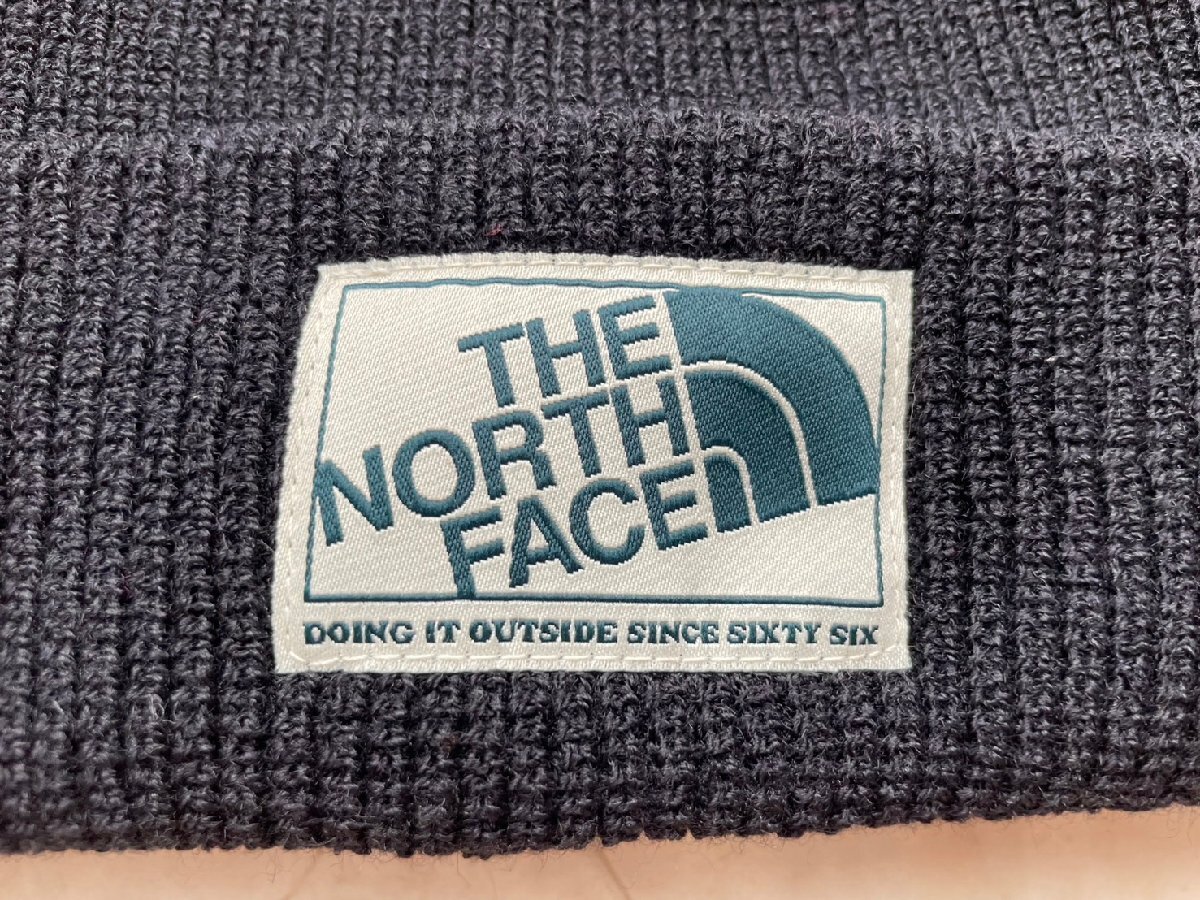 THE
NORTH
FACE
DOING IT OUTSIDE SINCE SIXTY SIX